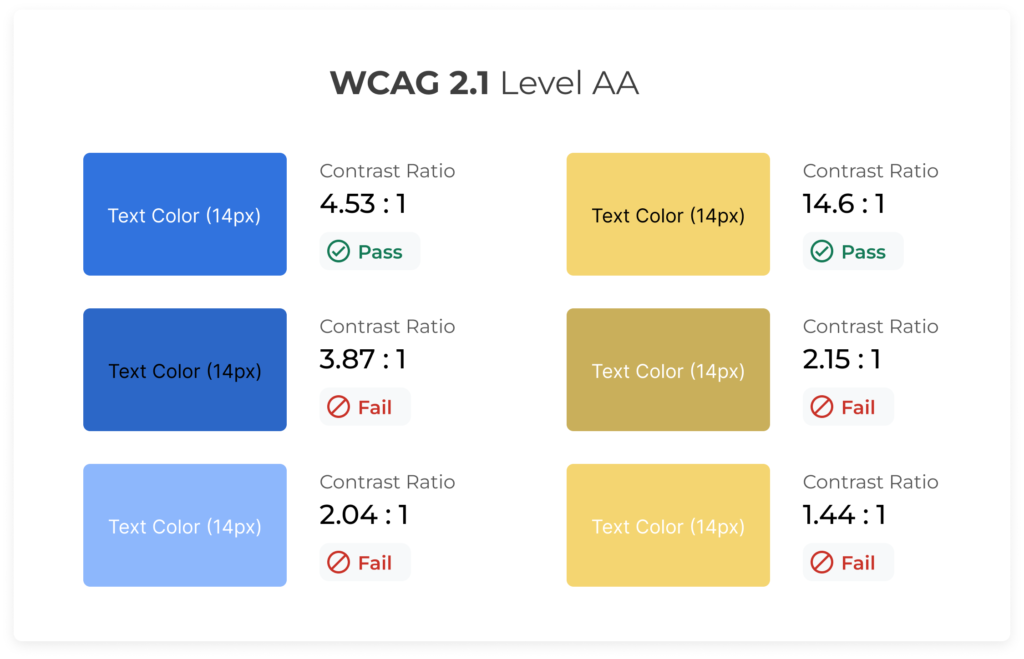 WCAG 2.1 Level AA
Text Color (14px)
Contrast Ratio
4.53 : 1
Pass
Text Color (14px)
Contrast Ratio
14.6 : 1
Pass
Text Color (14px)
Contrast Ratio
3.87 : 1
Fail
Text Color (14px)
Contrast Ratio
2.15 : 1
Fail
Text Color (14px)
Contrast Ratio
2.04 : 1
Fail
Text Color (14px)
Contrast Ratio
1.44 : 1
Fail